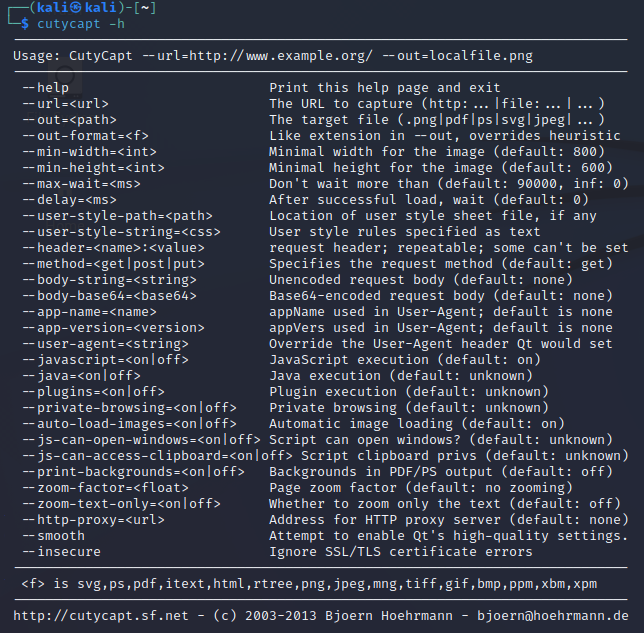 (kali㉿kali)-[~]
$ cutycapt -h
Usage: CutyCapt --url=http://www.example.org/ --out=localfile.png
--help Print this help page and exit
--url=<url> The URL to capture (http:...|file:...|...)
--out=<path> The target file (.png|pdf|ps|svg|jpeg|...)
--out-format=<f> Like extension in --out, overrides heuristic
--min-width=<int> Minimal width for the image (default: 800)
--min-height=<int> Minimal height for the image (default: 600)
--max-wait=<ms> Don't wait more than (default: 90000, inf: 0)
--delay=<ms> After successful load, wait (default: 0)
--user-style-path=<path> Location of user style sheet file, if any
--user-style-string=<css> User style rules specified as text
--header=<name>:<value> request header; repeatable; some can't be set
--method=<get|post|put> Specifies the request method (default: get)
--body-string=<string> Unencoded request body (default: none)
--body-base64=<base64> Base64-encoded request body (default: none)
--app-name=<name> appName used in User-Agent; default is none
--app-version=<version> appVers used in User-Agent; default is none
--user-agent=<string> Override the User-Agent header Qt would set
--javascript=<on|off> JavaScript execution (default: on)
--java=<on|off> Java execution (default: unknown)
--plugins=<on|off> Plugin execution (default: unknown)
--private-browsing=<on|off> Private browsing (default: unknown)
--auto-load-images=<on|off> Automatic image loading (default: on)
--js-can-open-windows=<on|off> Script can open windows? (default: unknown)
--js-can-access-clipboard=<on|off> Script clipboard privs (default: unknown)
--print-backgrounds=<on|off> Backgrounds in PDF/PS output (default: off)
--zoom-factor=<float> Page zoom factor (default: no zooming)
--zoom-text-only=<on|off> Whether to zoom only the text (default: off)
--http-proxy=<url> Address for HTTP proxy server (default: none)
--smooth Attempt to enable Qt's high-quality settings.
--insecure Ignore SSL/TLS certificate errors
<f> is svg,ps,pdf,itext,html,rtree,png,jpeg,mng,tiff,gif,bmp,ppm,xbm,xpm
http://cutycapt.sf.net - (c) 2003-2013 Bjoern Hoehrmann - bjoern@hoehrmann.de